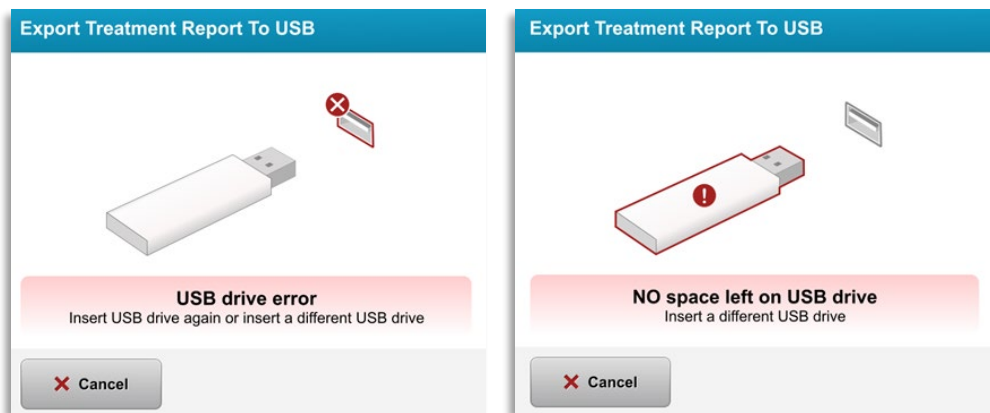 Export Treatment Report To USB
USB drive error
Insert USB drive again or insert a different USB drive
Cancel
Export Treatment Report To USB
NO space left on USB drive
Insert a different USB drive
Cancel